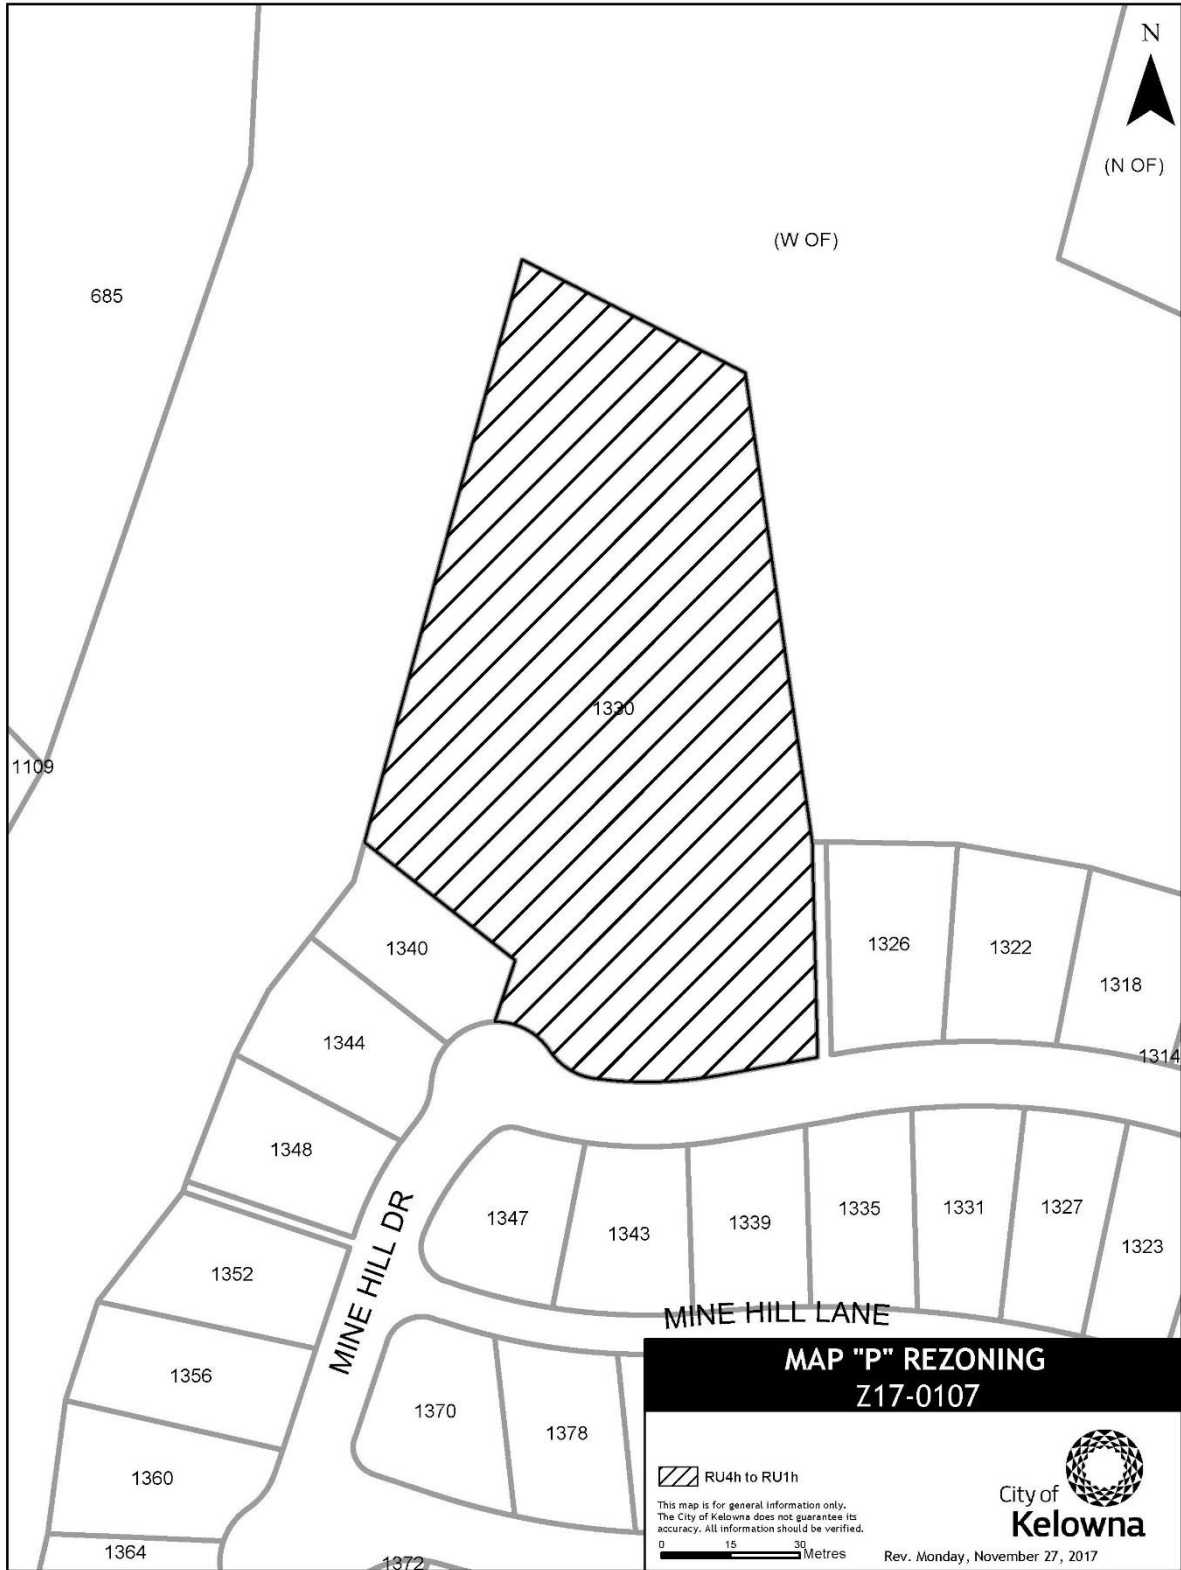 N
(N OF)
(W OF)
685
1330
1109
1340
1326
1322
1318
1344
1314
1348
1347
1343
1339
1335
1331
1327
1323
MINE HILL DR
1352
MINE HILL LANE
1356
1370
1378
1360
1364
1372
MAP "P" REZONING
Z17-0107
RU4h to RU1h
This map is for general information only.
The City of Kelowna does not guarantee its
accuracy. All information should be verified.
0 15 30 Metres
City of
Kelowna
Rev. Monday, November 27, 2017